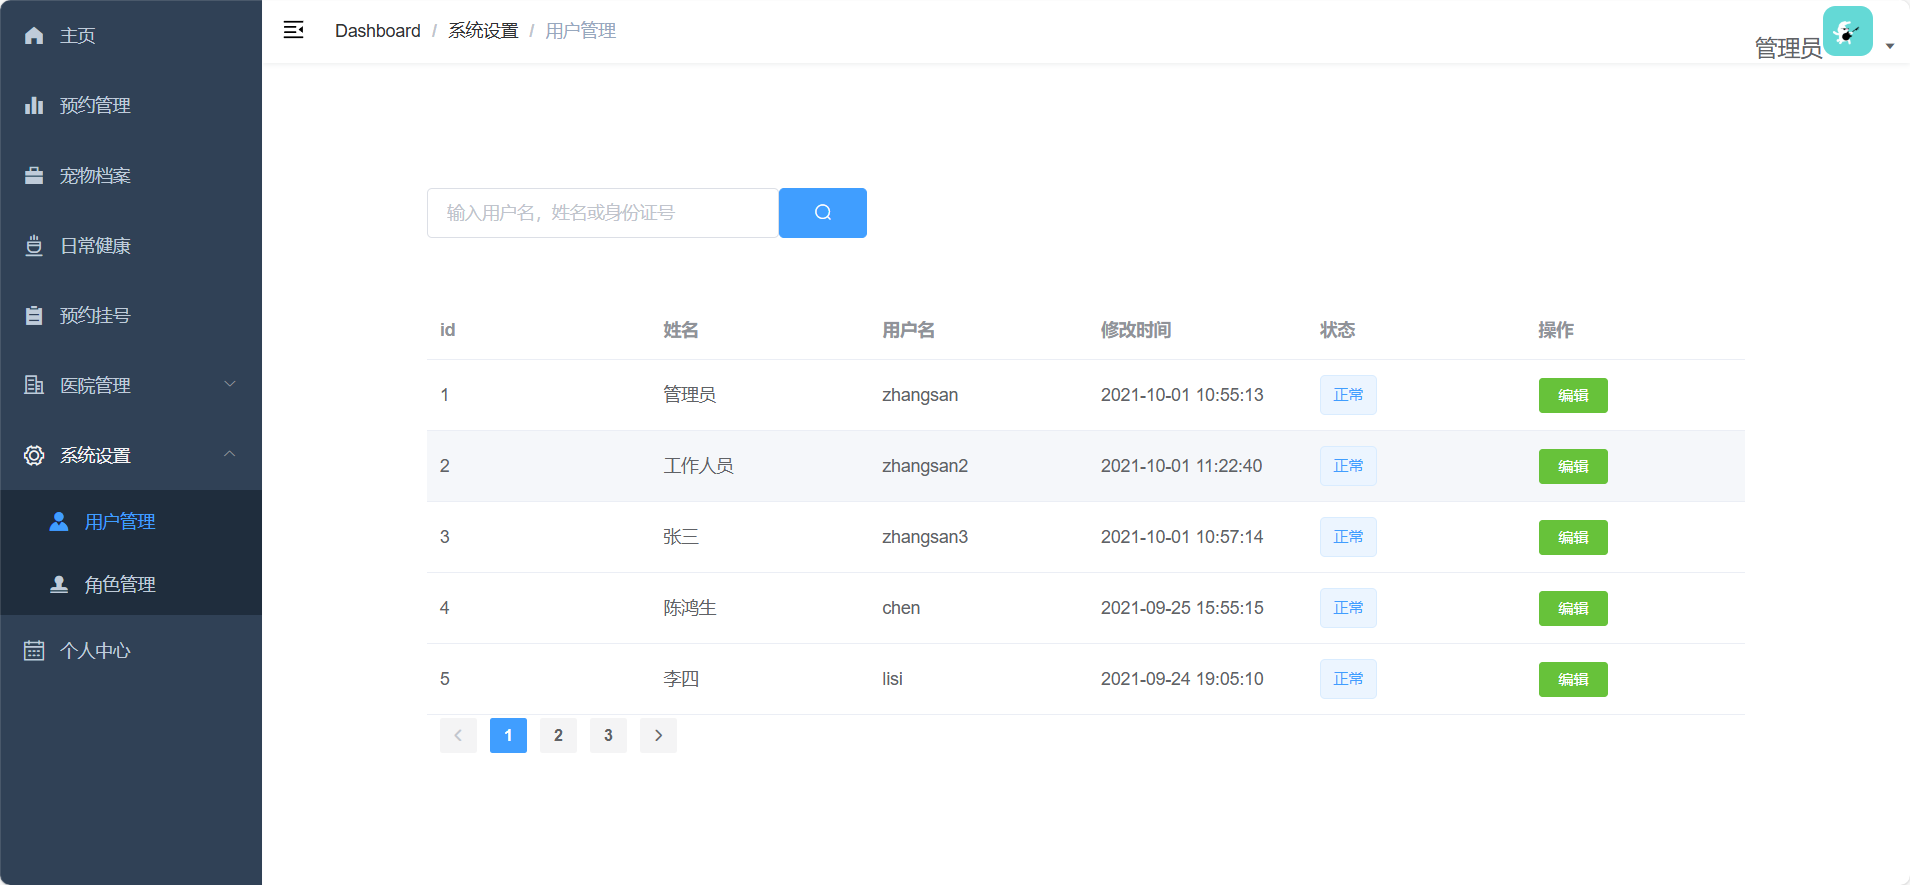 主页
预约管理
宠物档案
日常健康
预约挂号
医院管理
系统设置
用户管理
角色管理
个人中心
Dashboard / 系统设置 / 用户管理
管理员
输入用户名，姓名或身份证号
id 姓名 用户名 修改时间 状态 操作
1 管理员 zhangsan 2021-10-01 10:55:13 正常 编辑
2 工作人员 zhangsan2 2021-10-01 11:22:40 正常 编辑
3 张三 zhangsan3 2021-10-01 10:57:14 正常 编辑
4 陈鸿生 chen 2021-09-25 15:55:15 正常 编辑
5 李四 lisi 2021-09-24 19:05:10 正常 编辑
1 2 3